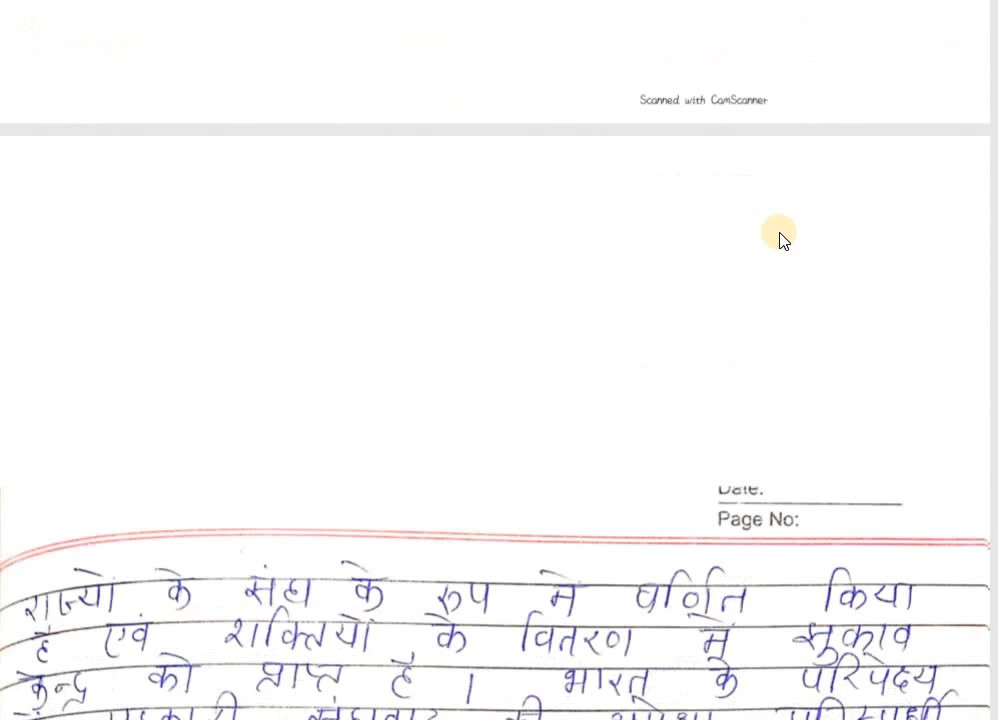 Scanned with CamScanner
Date.
Page No:
राज्यों के संघ के रूप में वर्णित किया
है एवं शक्तियों के वितरण में झुकाव
केन्द्र को प्राप्त है । भारत के परिपेक्ष्य